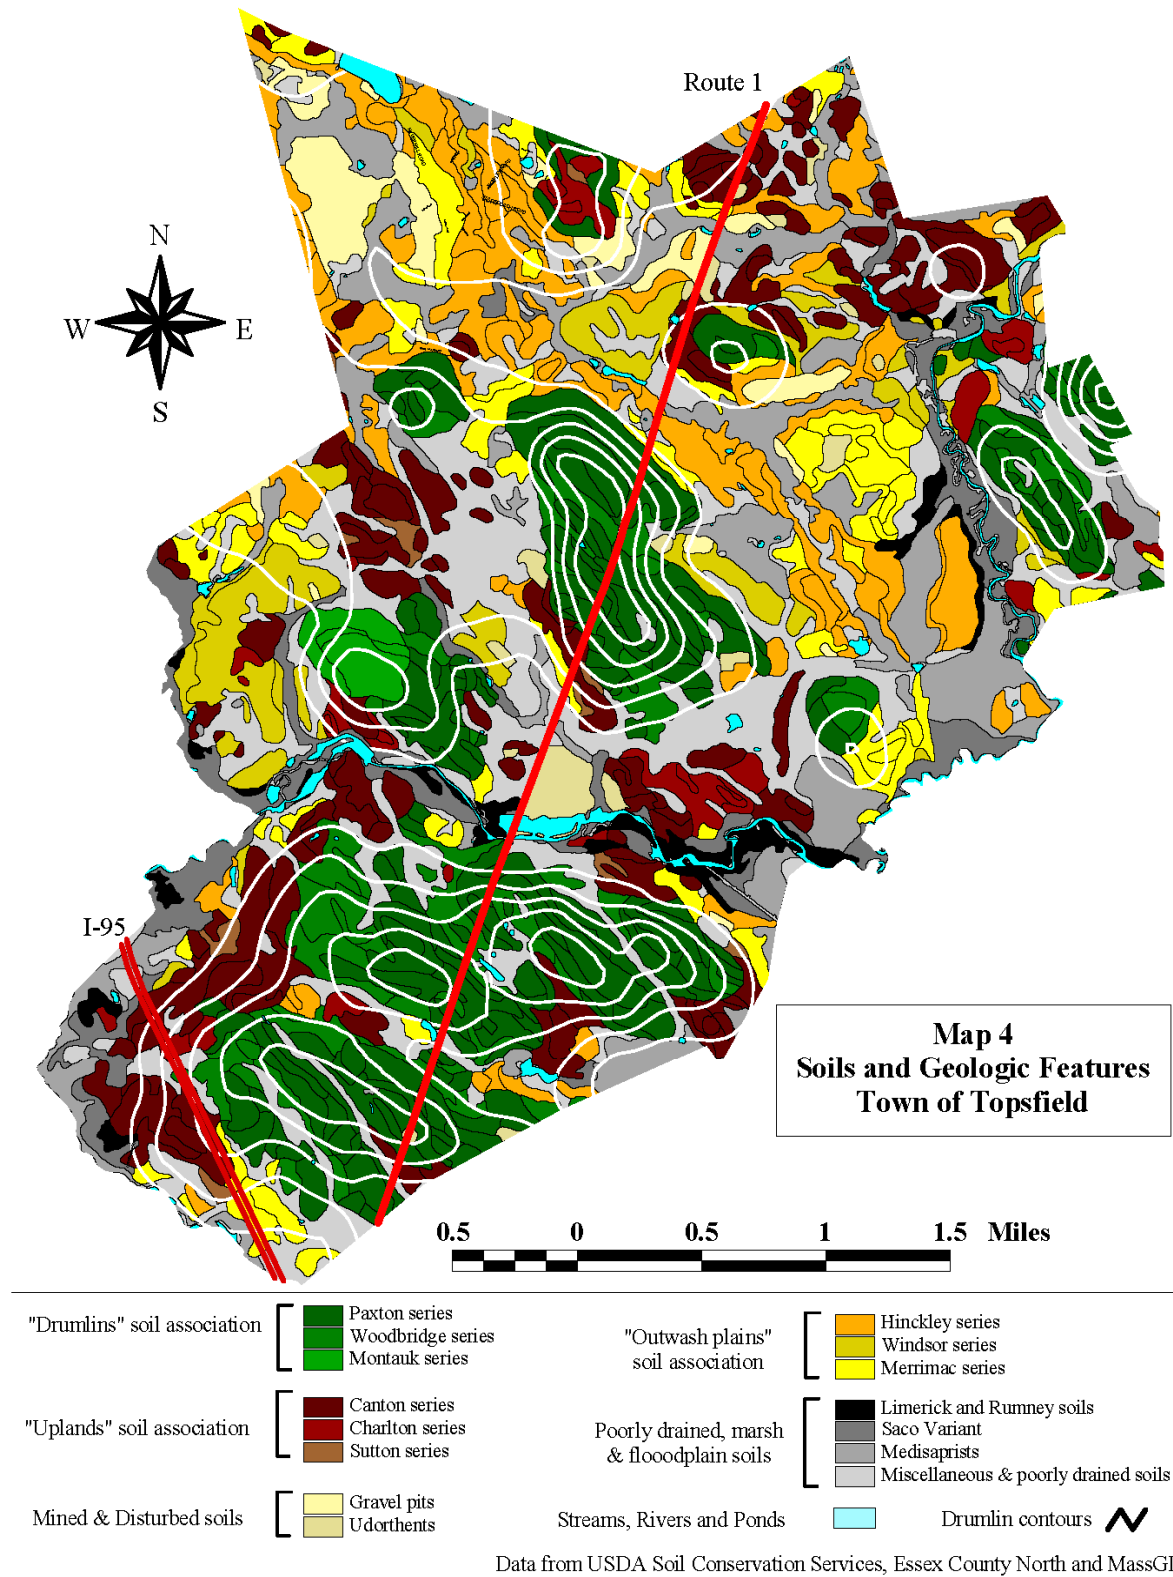 Route 1
N
W E
S
I-95
Map 4
Soils and Geologic Features
Town of Topsfield
0.5 0 0.5 1 1.5 Miles
"Drumlins" soil association
Paxton series
Woodbridge series
Montauk series
"Uplands" soil association
Canton series
Charlton series
Sutton series
Mined & Disturbed soils
Gravel pits
Udorthents
"Outwash plains"
soil association
Hinckley series
Windsor series
Merrimac series
Poorly drained, marsh
& flooodplain soils
Limerick and Rumney soils
Saco Variant
Medisaprists
Miscellaneous & poorly drained soils
Streams, Rivers and Ponds
Drumlin contours
Data from USDA Soil Conservation Services, Essex County North and MassGI